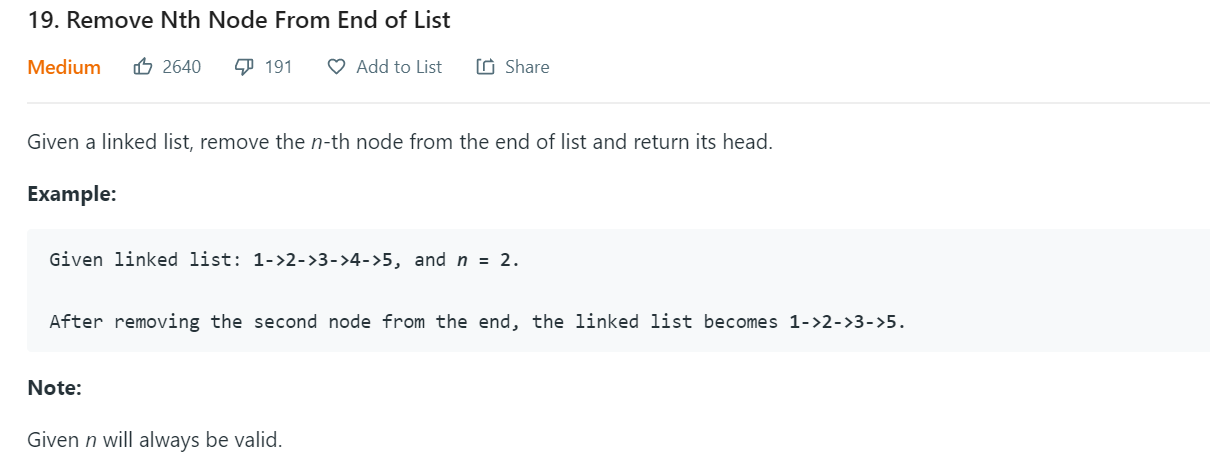 19. Remove Nth Node From End of List
Medium 2640 191 Add to List Share
Given a linked list, remove the n-th node from the end of list and return its head.
Example:
Given linked list: 1->2->3->4->5, and n = 2.
After removing the second node from the end, the linked list becomes 1->2->3->5.
Note:
Given n will always be valid.